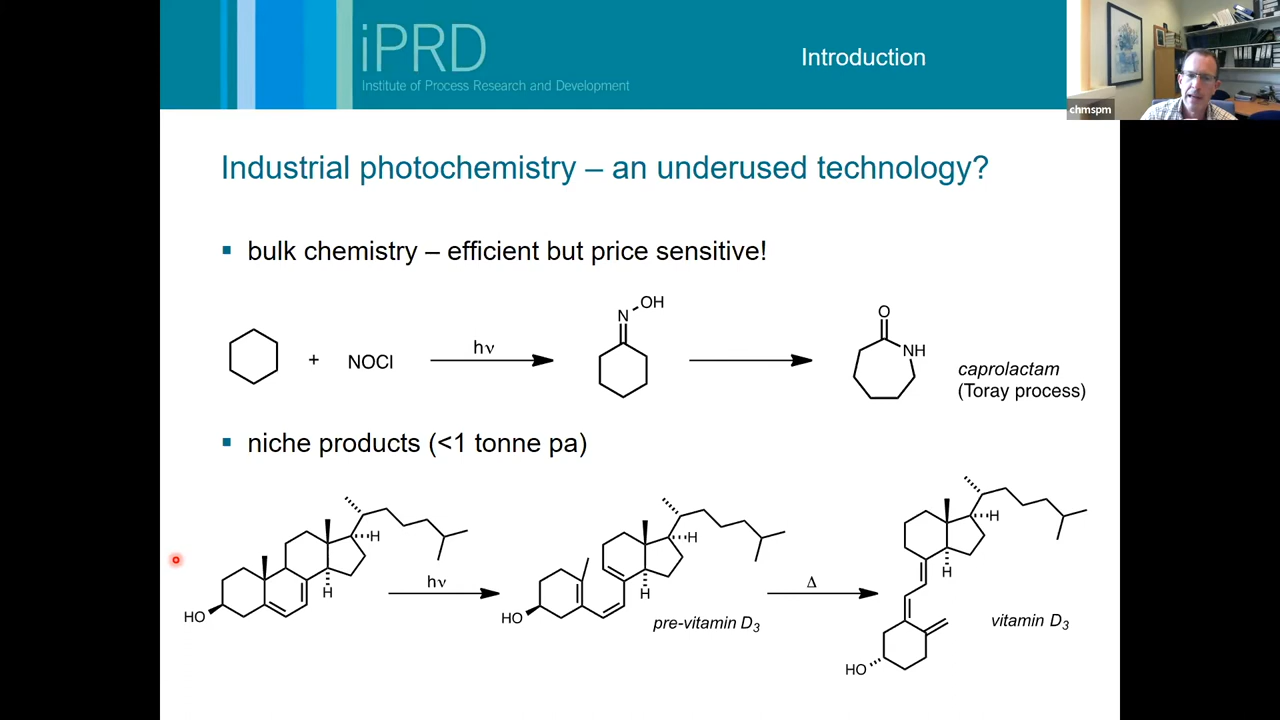 iPRD
Institute of Process Research and Development
Introduction
chmspm
Industrial photochemistry – an underused technology?
▪ bulk chemistry – efficient but price sensitive!
+ NOCl
hν
N
OH
O
NH
caprolactam
(Toray process)
▪ niche products (<1 tonne pa)
H
H
HO
hν
H
H
HO
pre-vitamin D₃
Δ
H
H
HO
vitamin D₃